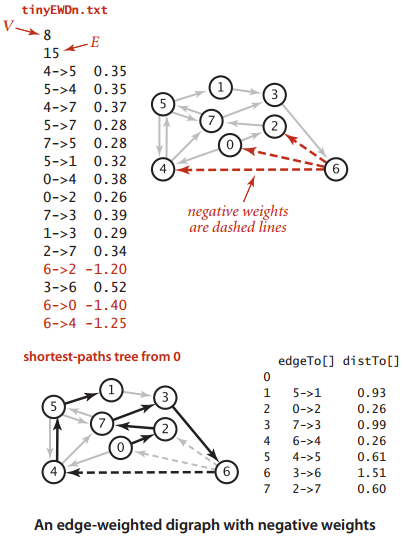 tinyEWDn.txt
V
8
15
E
4->5 0.35
5->4 0.35
4->7 0.37
5->7 0.28
7->5 0.28
5->1 0.32
0->4 0.38
0->2 0.26
7->3 0.39
1->3 0.29
2->7 0.34
6->2 -1.20
3->6 0.52
6->0 -1.40
6->4 -1.25
1
3
5
7
2
0
4
6
negative weights
are dashed lines
shortest-paths tree from 0
1
3
5
7
2
0
4
6
edgeTo[] distTo[]
0
1 5->1 0.93
2 0->2 0.26
3 7->3 0.99
4 6->4 0.26
5 4->5 0.61
6 3->6 1.51
7 2->7 0.60
An edge-weighted digraph with negative weights